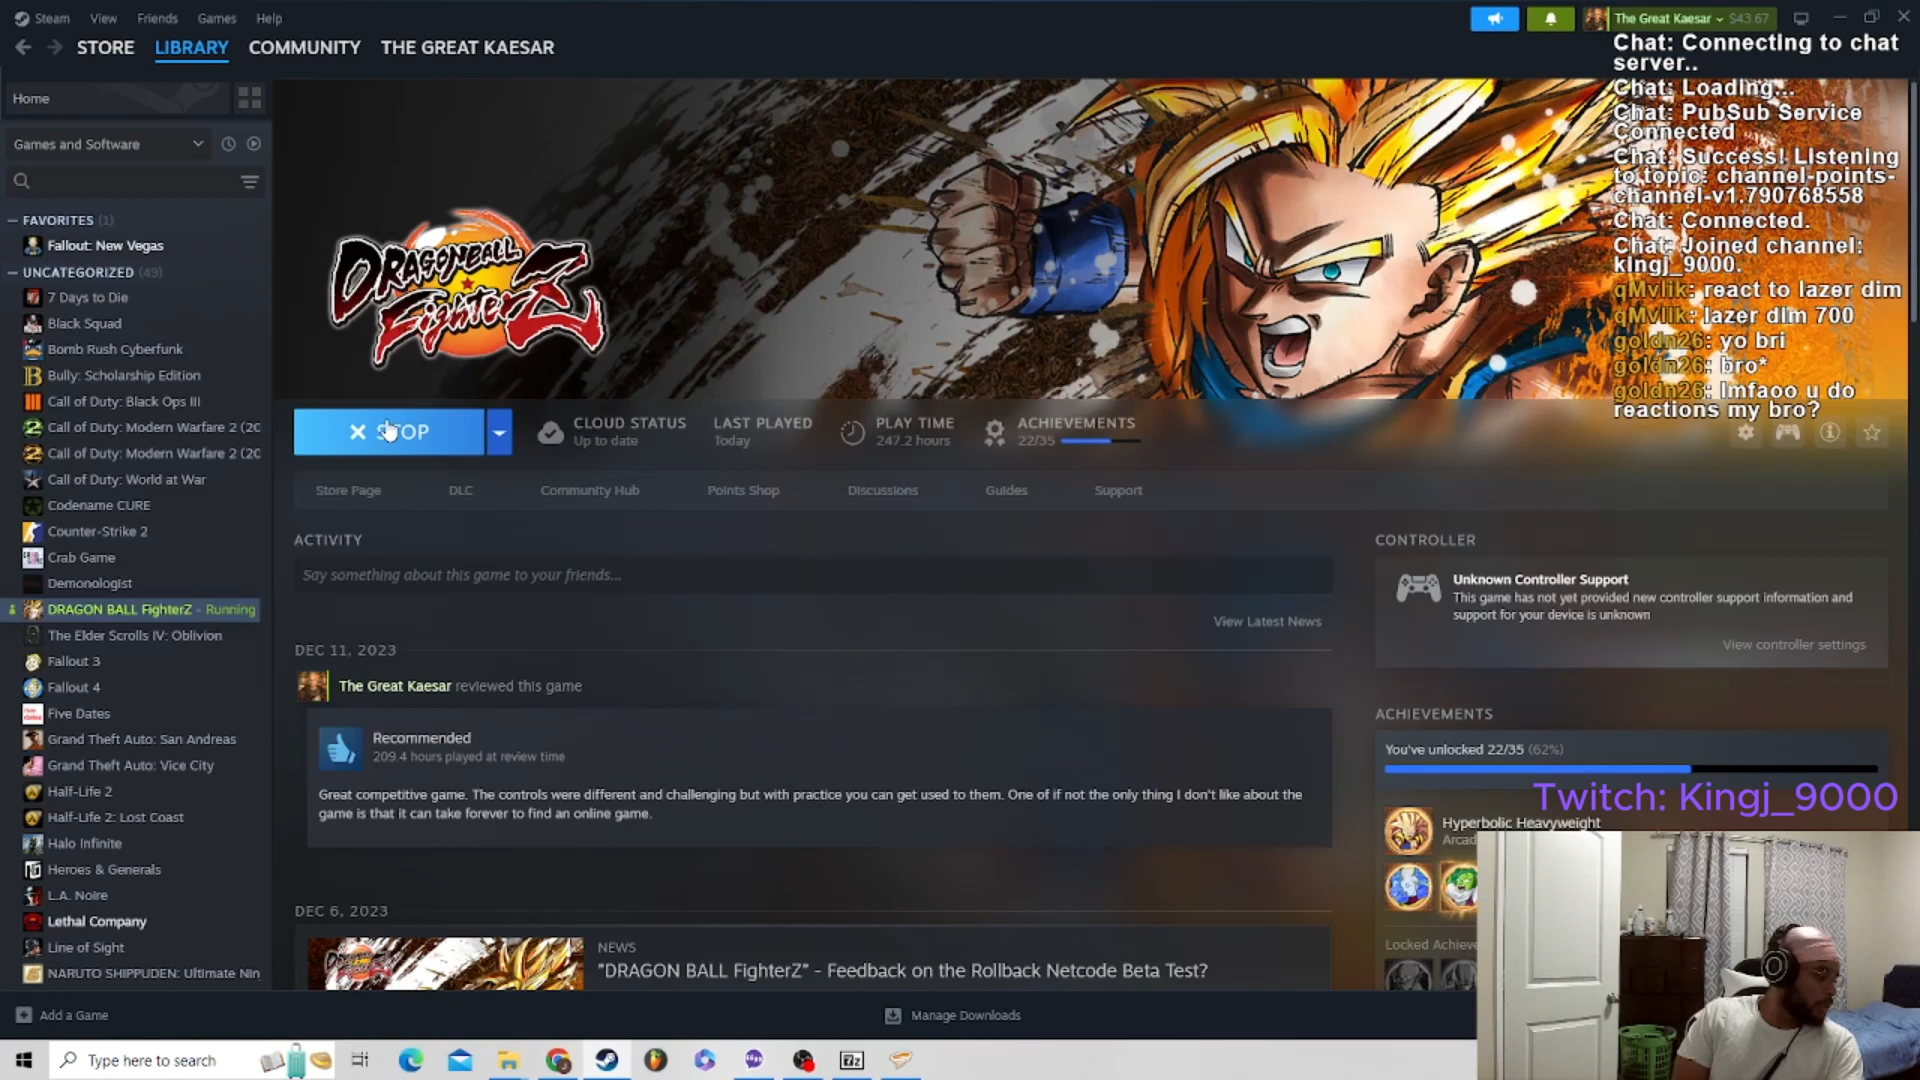 Steam View Friends Games Help
The Great Kaesar $43.67
STORE LIBRARY COMMUNITY THE GREAT KAESAR
Chat: Connecting to chat
server..
Chat: Loading...
Chat: PubSub Service
Connected
Chat: Success! Listening
to topic: channel-points-
channel-v1.790768558
Chat: Connected.
Chat: Joined channel:
kingj_9000.
qMvlik: react to lazer dim
qMvlik: lazer dim 700
goldn26: yo bri
goldn26: bro*
goldn26: lmfaoo u do
reactions my bro?
Home
Games and Software
FAVORITES (1)
Fallout: New Vegas
UNCATEGORIZED (49)
7 Days to Die
Black Squad
Bomb Rush Cyberfunk
Bully: Scholarship Edition
Call of Duty: Black Ops III
Call of Duty: Modern Warfare 2 (20
Call of Duty: Modern Warfare 2 (20
Call of Duty: World at War
Codename CURE
Counter-Strike 2
Crab Game
Demonologist
DRAGON BALL FighterZ - Running
The Elder Scrolls IV: Oblivion
Fallout 3
Fallout 4
Five Dates
Grand Theft Auto: San Andreas
Grand Theft Auto: Vice City
Half-Life 2
Half-Life 2: Lost Coast
Halo Infinite
Heroes & Generals
L.A. Noire
Lethal Company
Line of Sight
NARUTO SHIPPUDEN: Ultimate Nin
Add a Game
DRAGONBALL
FighterZ
STOP
CLOUD STATUS
Up to date
LAST PLAYED
Today
PLAY TIME
247.2 hours
ACHIEVEMENTS
22/35
Store Page DLC Community Hub Points Shop Discussions Guides Support
ACTIVITY
Say something about this game to your friends...
View Latest News
DEC 11, 2023
The Great Kaesar reviewed this game
Recommended
209.4 hours played at review time
Great competitive game. The controls were different and challenging but with practice you can get used to them. One of if not the only thing I don't like about the
game is that it can take forever to find an online game.
DEC 6, 2023
NEWS
"DRAGON BALL FighterZ" - Feedback on the Rollback Netcode Beta Test?
CONTROLLER
Unknown Controller Support
This game has not yet provided new controller support information and
support for your device is unknown
View controller settings
ACHIEVEMENTS
You've unlocked 22/35 (62%)
Twitch: Kingj_9000
Hyperbolic Heavyweight
Arcad
Locked Achieve
Manage Downloads
Type here to search